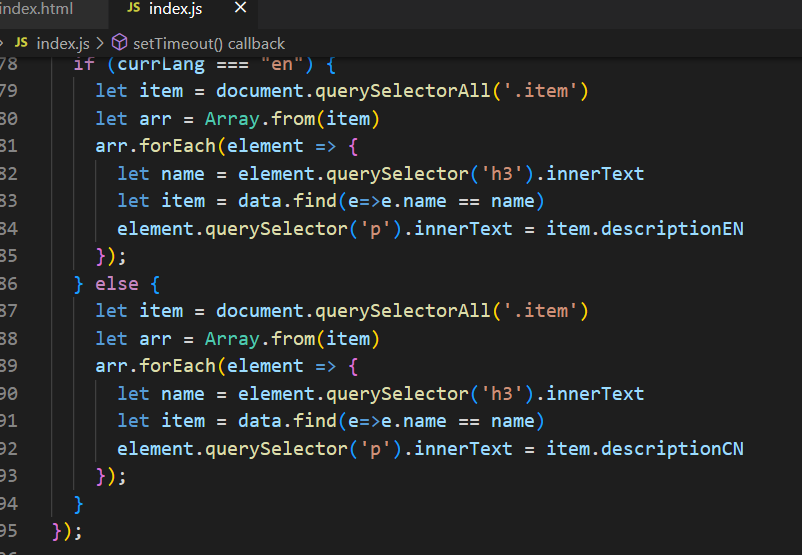 index.html
JS index.js ×
> JS index.js > setTimeout() callback
78 if (currLang === "en") {
79 let item = document.querySelectorAll('.item')
80 let arr = Array.from(item)
81 arr.forEach(element => {
82 let name = element.querySelector('h3').innerText
83 let item = data.find(e=>e.name == name)
84 element.querySelector('p').innerText = item.descriptionEN
85 });
86 } else {
87 let item = document.querySelectorAll('.item')
88 let arr = Array.from(item)
89 arr.forEach(element => {
90 let name = element.querySelector('h3').innerText
91 let item = data.find(e=>e.name == name)
92 element.querySelector('p').innerText = item.descriptionCN
93 });
94 }
95 });